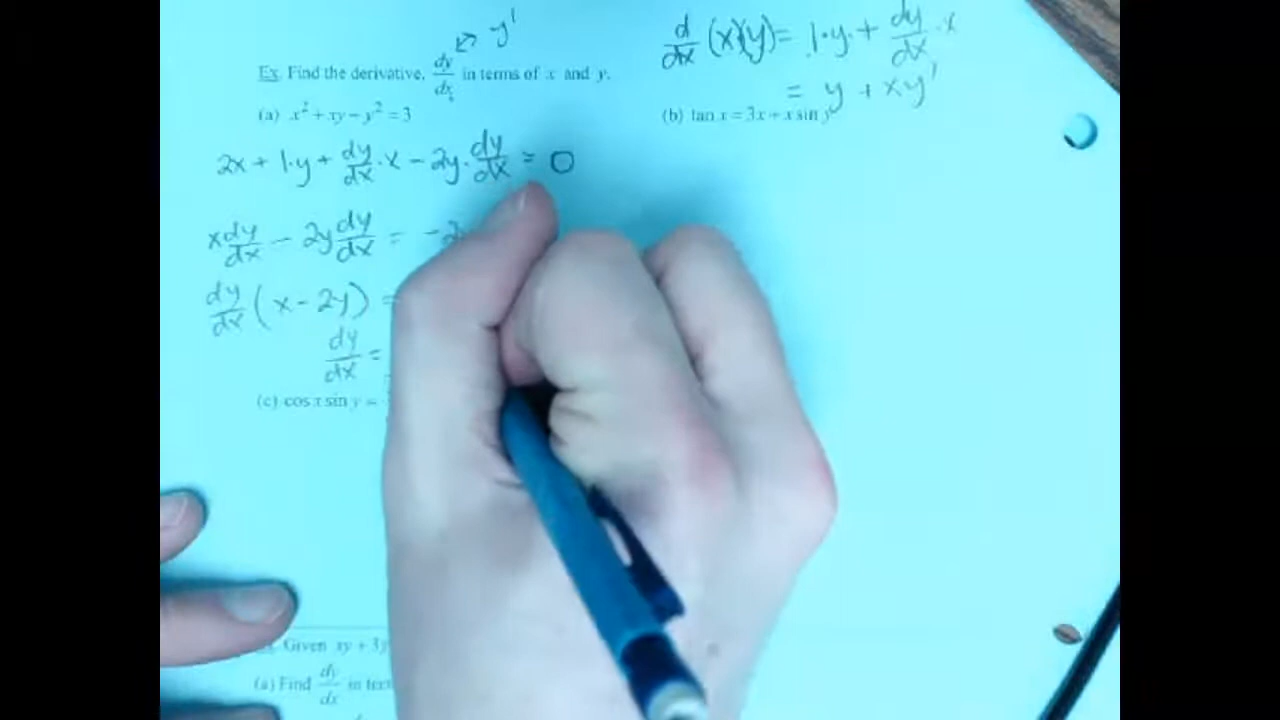 y'
Ex. Find the derivative, dy/dx in terms of x and y.
(a) x² + xy − y² = 3
2x + 1·y + dy/dx · x − 2y · dy/dx = 0
x dy/dx − 2y dy/dx = −2
dy/dx (x − 2y) =
dy/dx =
(c) cos x sin y =
d/dx (x)(y) = 1·y + dy/dx · x
= y + xy'
(b) tan x = 3x + x sin y
Given xy + 3y
(a) Find dy/dx in